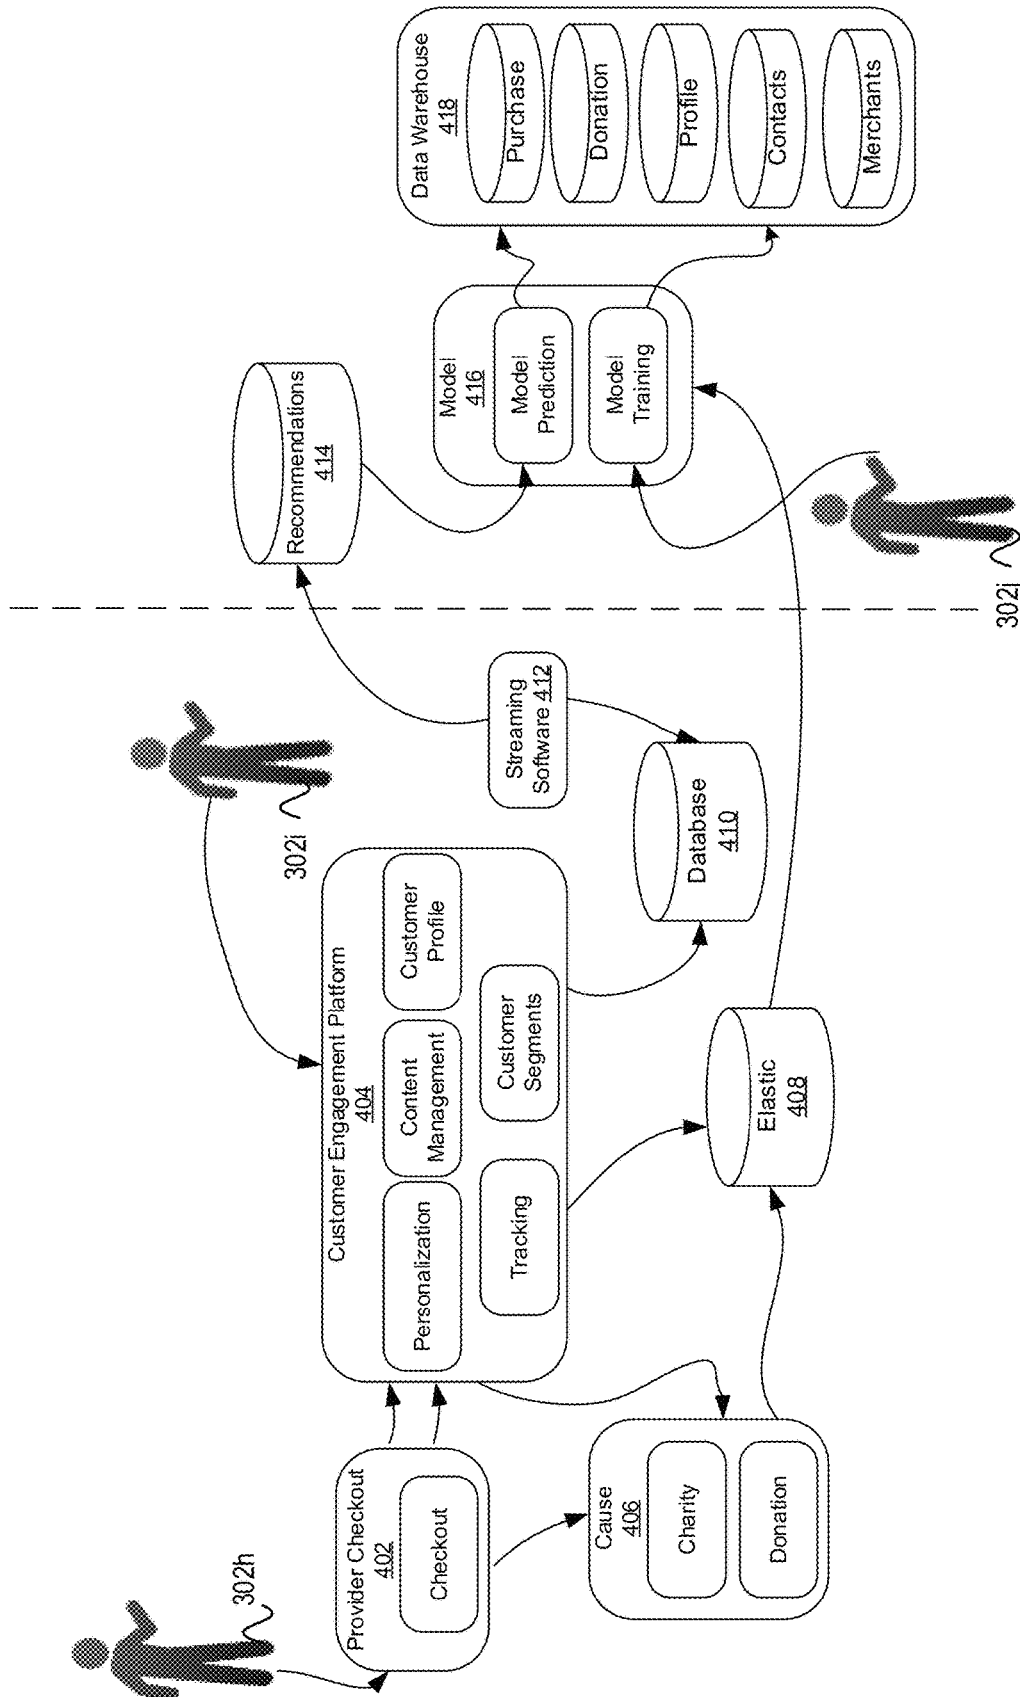 302h
Provider Checkout
402
Checkout
Cause
406
Charity
Donation
Customer Engagement Platform
404
Personalization
Content
Management
Customer
Profile
Tracking
Customer
Segments
302i
Elastic
408
Database
410
Streaming
Software 412
Recommendations
414
Model
416
Model
Prediction
Model
Training
302j
Data Warehouse
418
Purchase
Donation
Profile
Contacts
Merchants